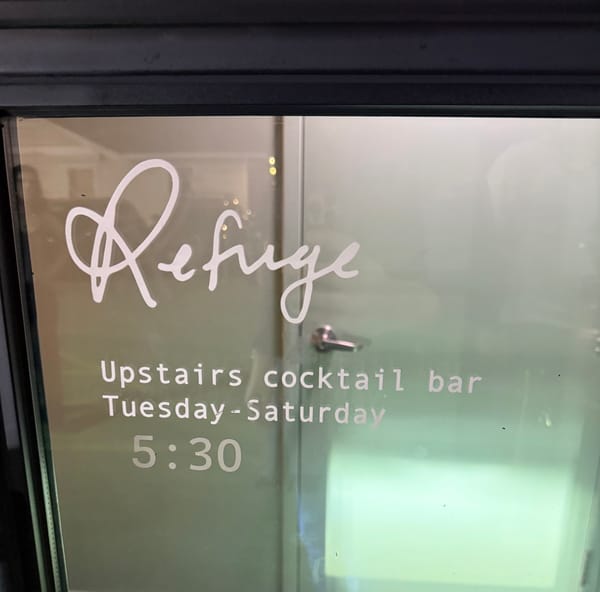 Refuge
Upstairs cocktail bar
Tuesday-Saturday
5:30